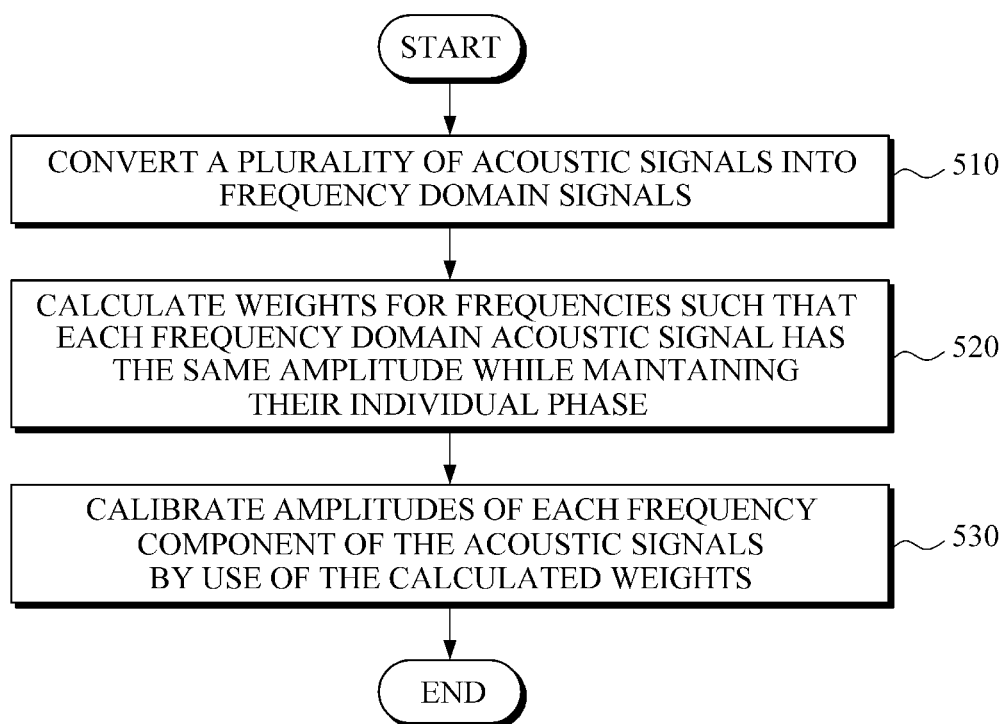 START
CONVERT A PLURALITY OF ACOUSTIC SIGNALS INTO
FREQUENCY DOMAIN SIGNALS
510
CALCULATE WEIGHTS FOR FREQUENCIES SUCH THAT
EACH FREQUENCY DOMAIN ACOUSTIC SIGNAL HAS
THE SAME AMPLITUDE WHILE MAINTAINING
THEIR INDIVIDUAL PHASE
520
CALIBRATE AMPLITUDES OF EACH FREQUENCY
COMPONENT OF THE ACOUSTIC SIGNALS
BY USE OF THE CALCULATED WEIGHTS
530
END